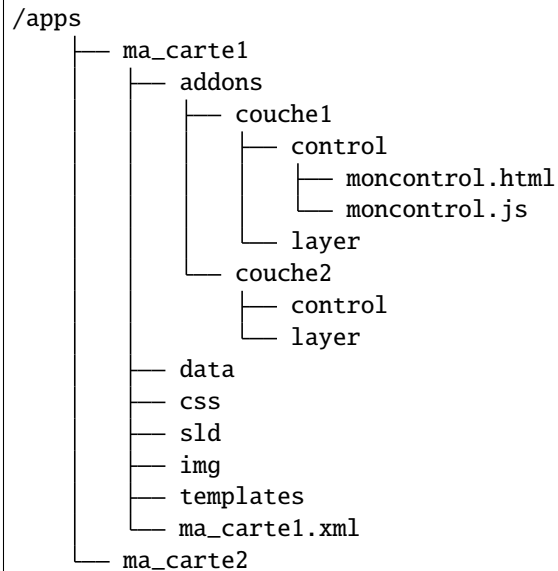 /apps
├── ma_carte1
│   ├── addons
│   │   ├── couche1
│   │   │   ├── control
│   │   │   │   ├── moncontrol.html
│   │   │   │   └── moncontrol.js
│   │   │   └── layer
│   │   └── couche2
│   │       ├── control
│   │       └── layer
│   ├── data
│   ├── css
│   ├── sld
│   ├── img
│   ├── templates
│   └── ma_carte1.xml
└── ma_carte2